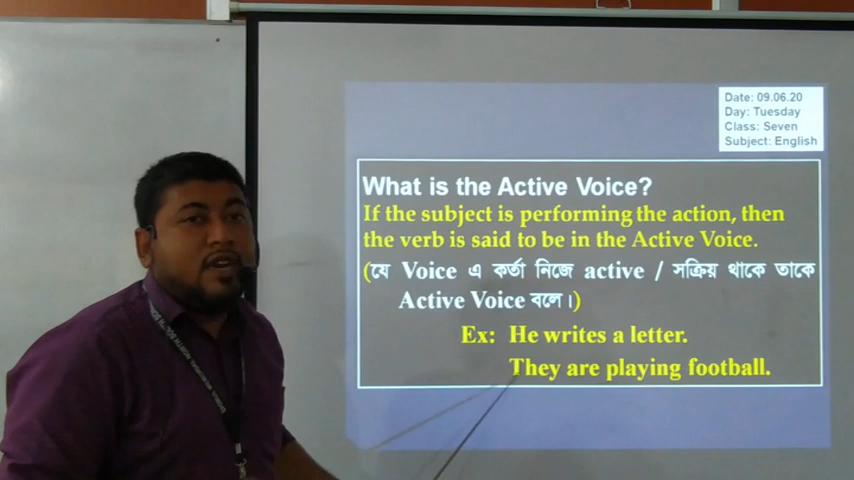 Date: 09.06.20
Day: Tuesday
Class: Seven
Subject: English
What is the Active Voice?
If the subject is performing the action, then
the verb is said to be in the Active Voice.
(যে Voice এ কর্তা নিজে active / সক্রিয় থাকে তাকে
Active Voice বলে।)
Ex: He writes a letter.
They are playing football.